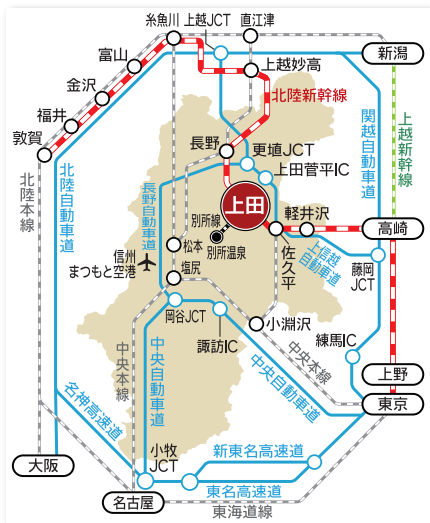 糸魚川
上越JCT
直江津
富山
新潟
上越妙高
金沢
北陸新幹線
福井
関越自動車道
上越新幹線
敦賀
長野
更埴JCT
上田菅平IC
北陸本線
北陸自動車道
長野自動車道
上田
別所線
軽井沢
高崎
別所温泉
松本
佐久平
上信越
自動車道
信州
まつもと空港
塩尻
藤岡
JCT
岡谷JCT
小淵沢
諏訪IC
練馬IC
中央本線
中央本線
中央自動車道
中央自動車道
上野
名神高速道
東京
大阪
小牧
JCT
新東名高速道
東名高速道
名古屋
東海道線